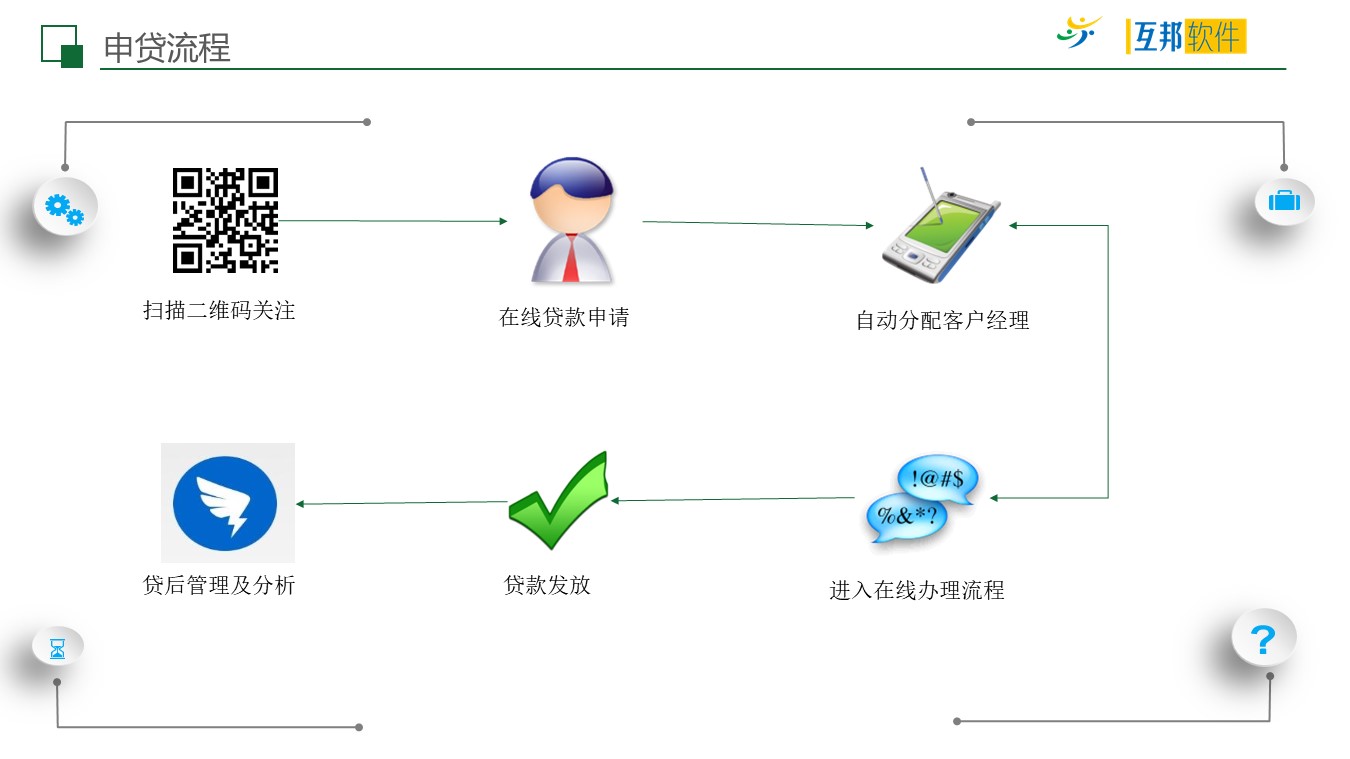 申贷流程
互邦软件
扫描二维码关注
在线贷款申请
自动分配客户经理
!@#$
%&*?
贷后管理及分析
贷款发放
进入在线办理流程
?